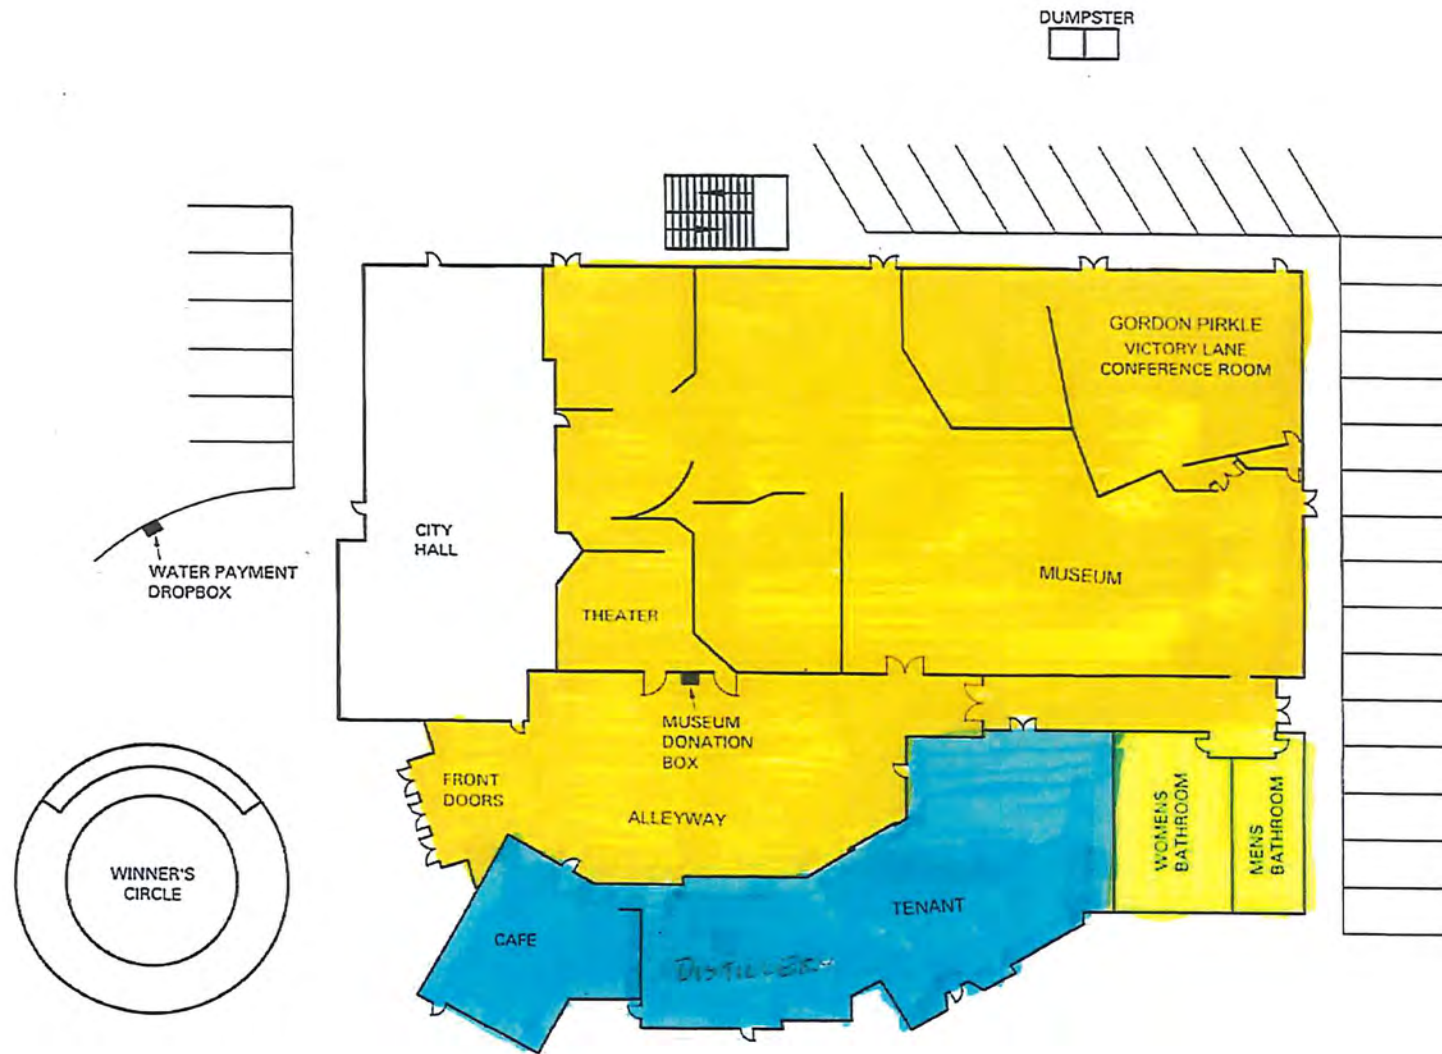 DUMPSTER
GORDON PIRKLE
VICTORY LANE
CONFERENCE ROOM
CITY
HALL
WATER PAYMENT
DROPBOX
MUSEUM
THEATER
MUSEUM
DONATION
BOX
FRONT
DOORS
ALLEYWAY
WOMENS
BATHROOM
MENS
BATHROOM
WINNER'S
CIRCLE
TENANT
CAFE